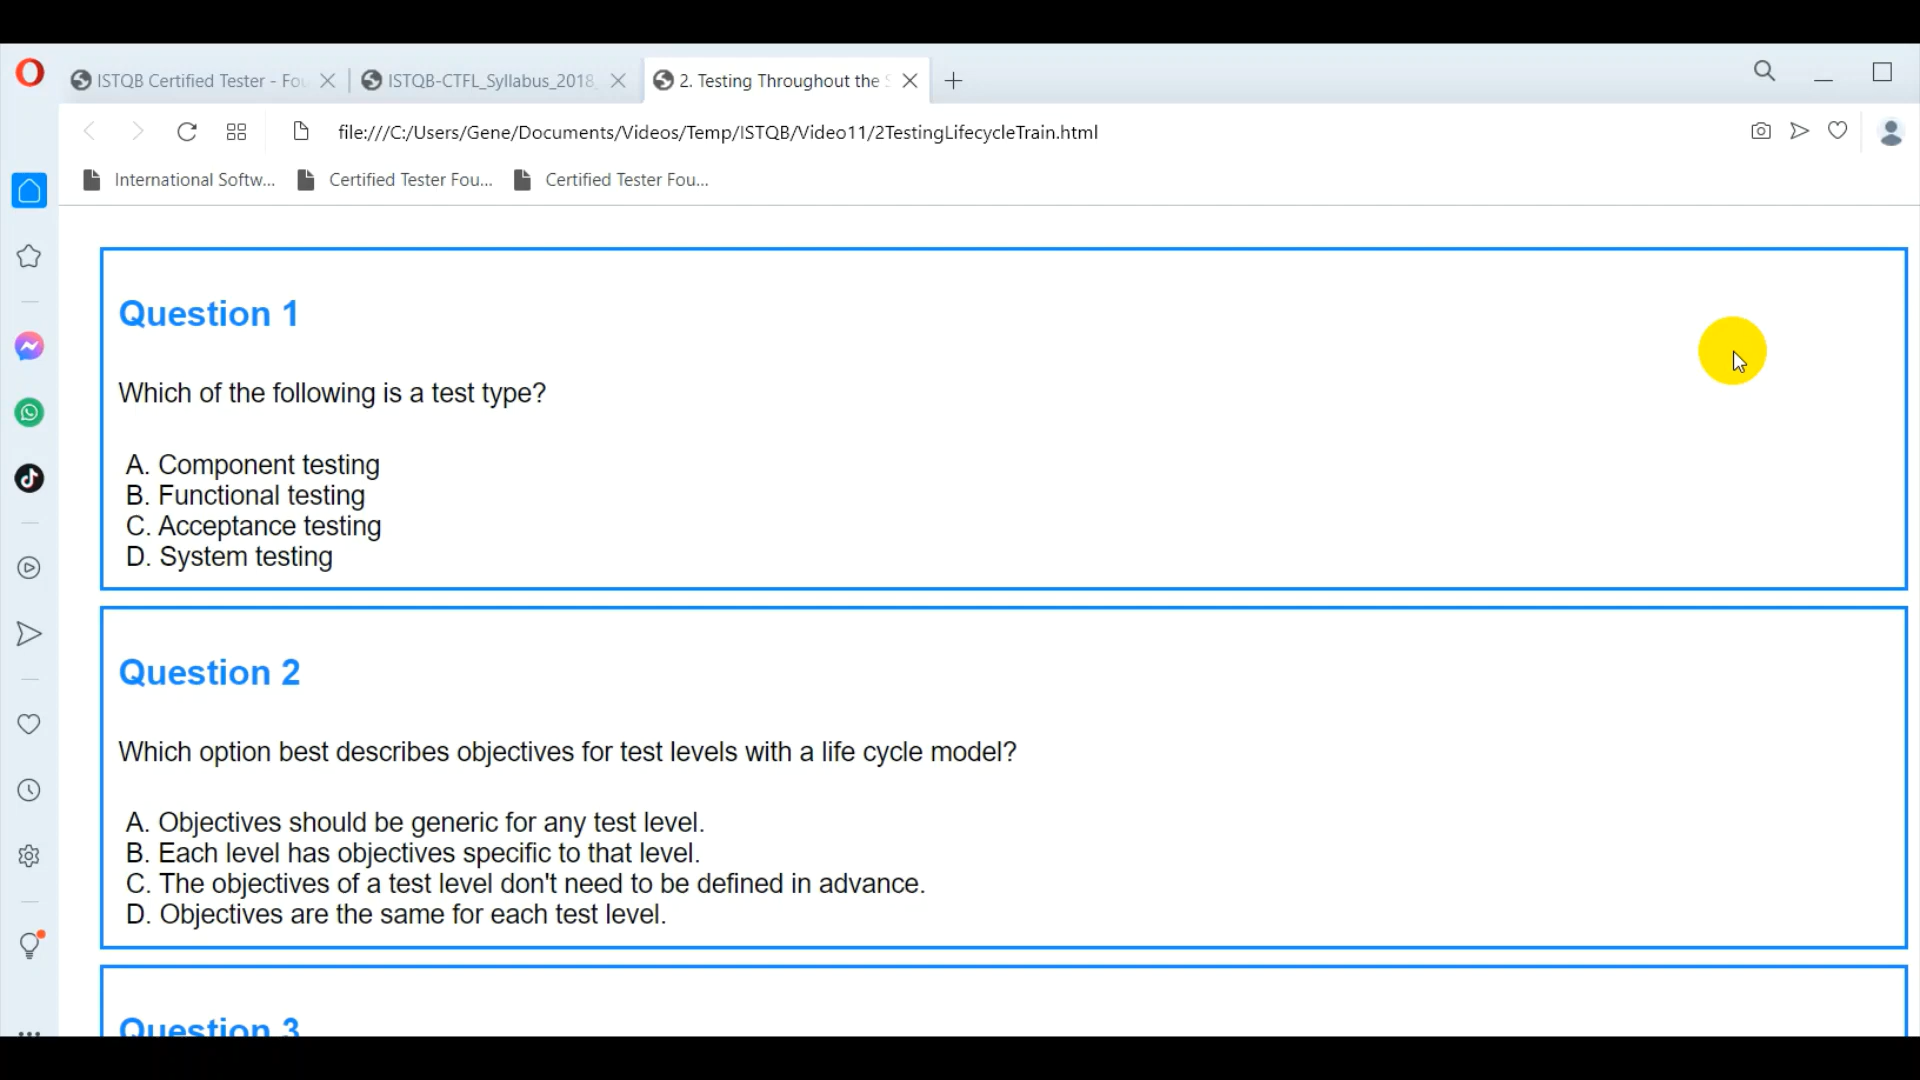 ISTQB Certified Tester - Fou
ISTQB-CTFL_Syllabus_2018_
2. Testing Throughout the S
file:///C:/Users/Gene/Documents/Videos/Temp/ISTQB/Video11/2TestingLifecycleTrain.html
International Softw...
Certified Tester Fou...
Certified Tester Fou...
Question 1
Which of the following is a test type?
A. Component testing
B. Functional testing
C. Acceptance testing
D. System testing
Question 2
Which option best describes objectives for test levels with a life cycle model?
A. Objectives should be generic for any test level.
B. Each level has objectives specific to that level.
C. The objectives of a test level don't need to be defined in advance.
D. Objectives are the same for each test level.
Question 3